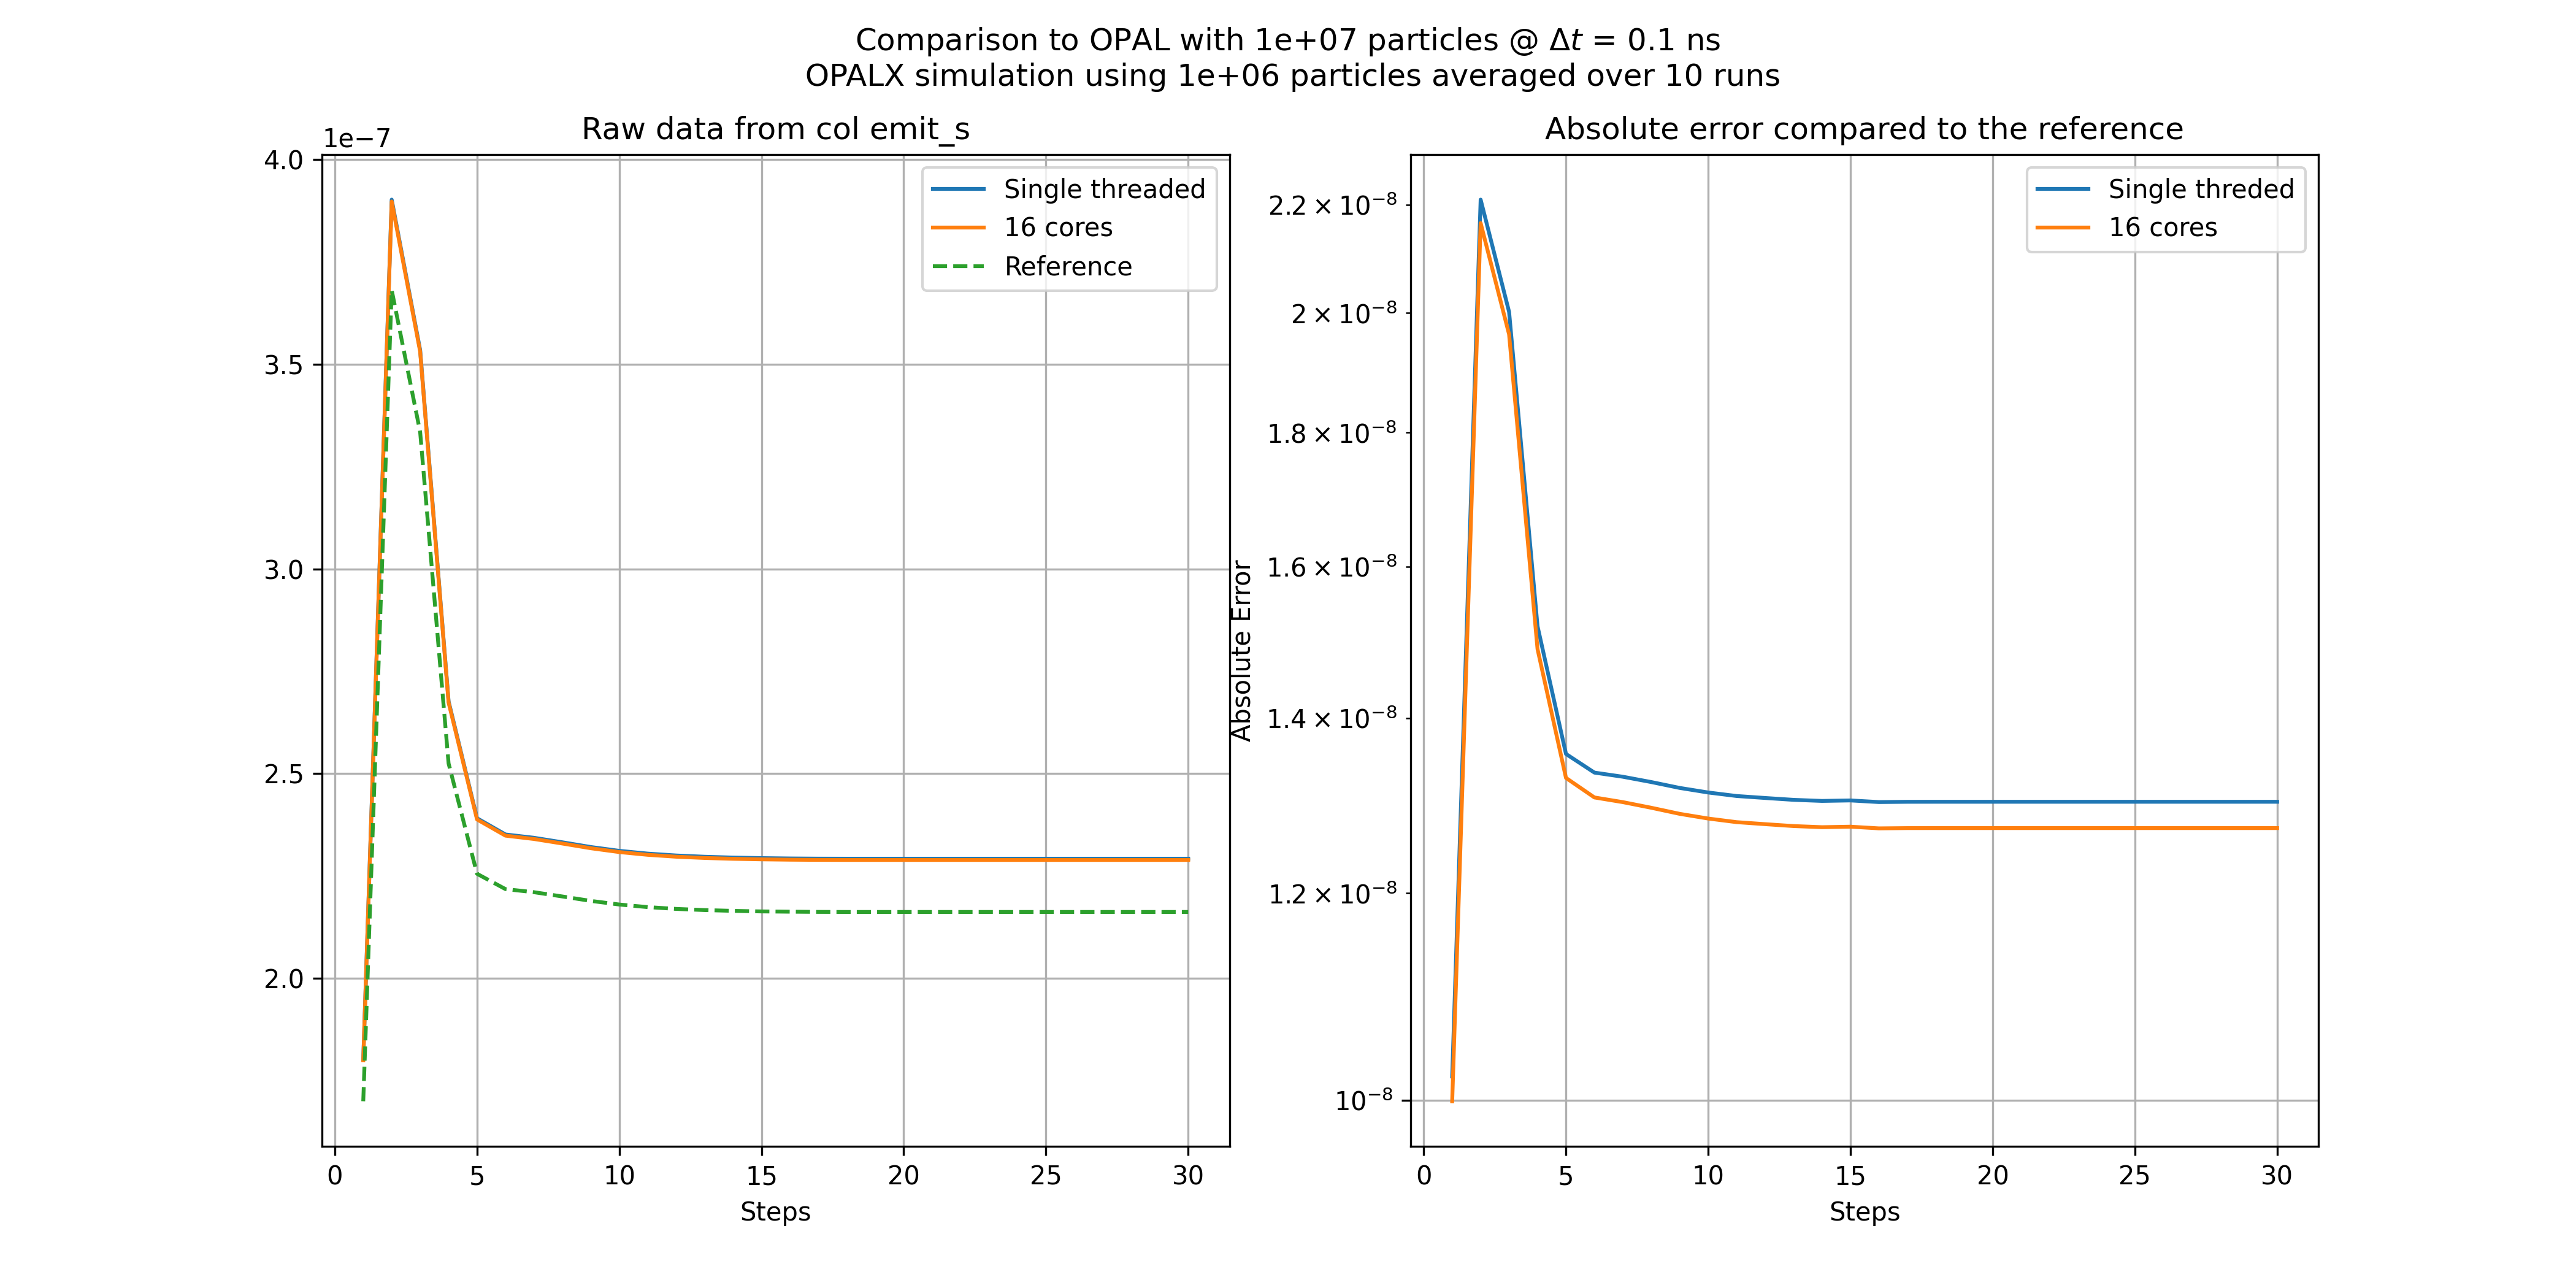 Comparison to OPAL with 1e+07 particles @ Δt = 0.1 ns
OPALX simulation using 1e+06 particles averaged over 10 runs
Raw data from col emit_s
1e−7
4.0
3.5
3.0
2.5
2.0
0 5 10 15 20 25 30
Steps
Single threaded
16 cores
Reference
Absolute error compared to the reference
Absolute Error
2.2 × 10⁻⁸
2 × 10⁻⁸
1.8 × 10⁻⁸
1.6 × 10⁻⁸
1.4 × 10⁻⁸
1.2 × 10⁻⁸
10⁻⁸
0 5 10 15 20 25 30
Steps
Single threded
16 cores